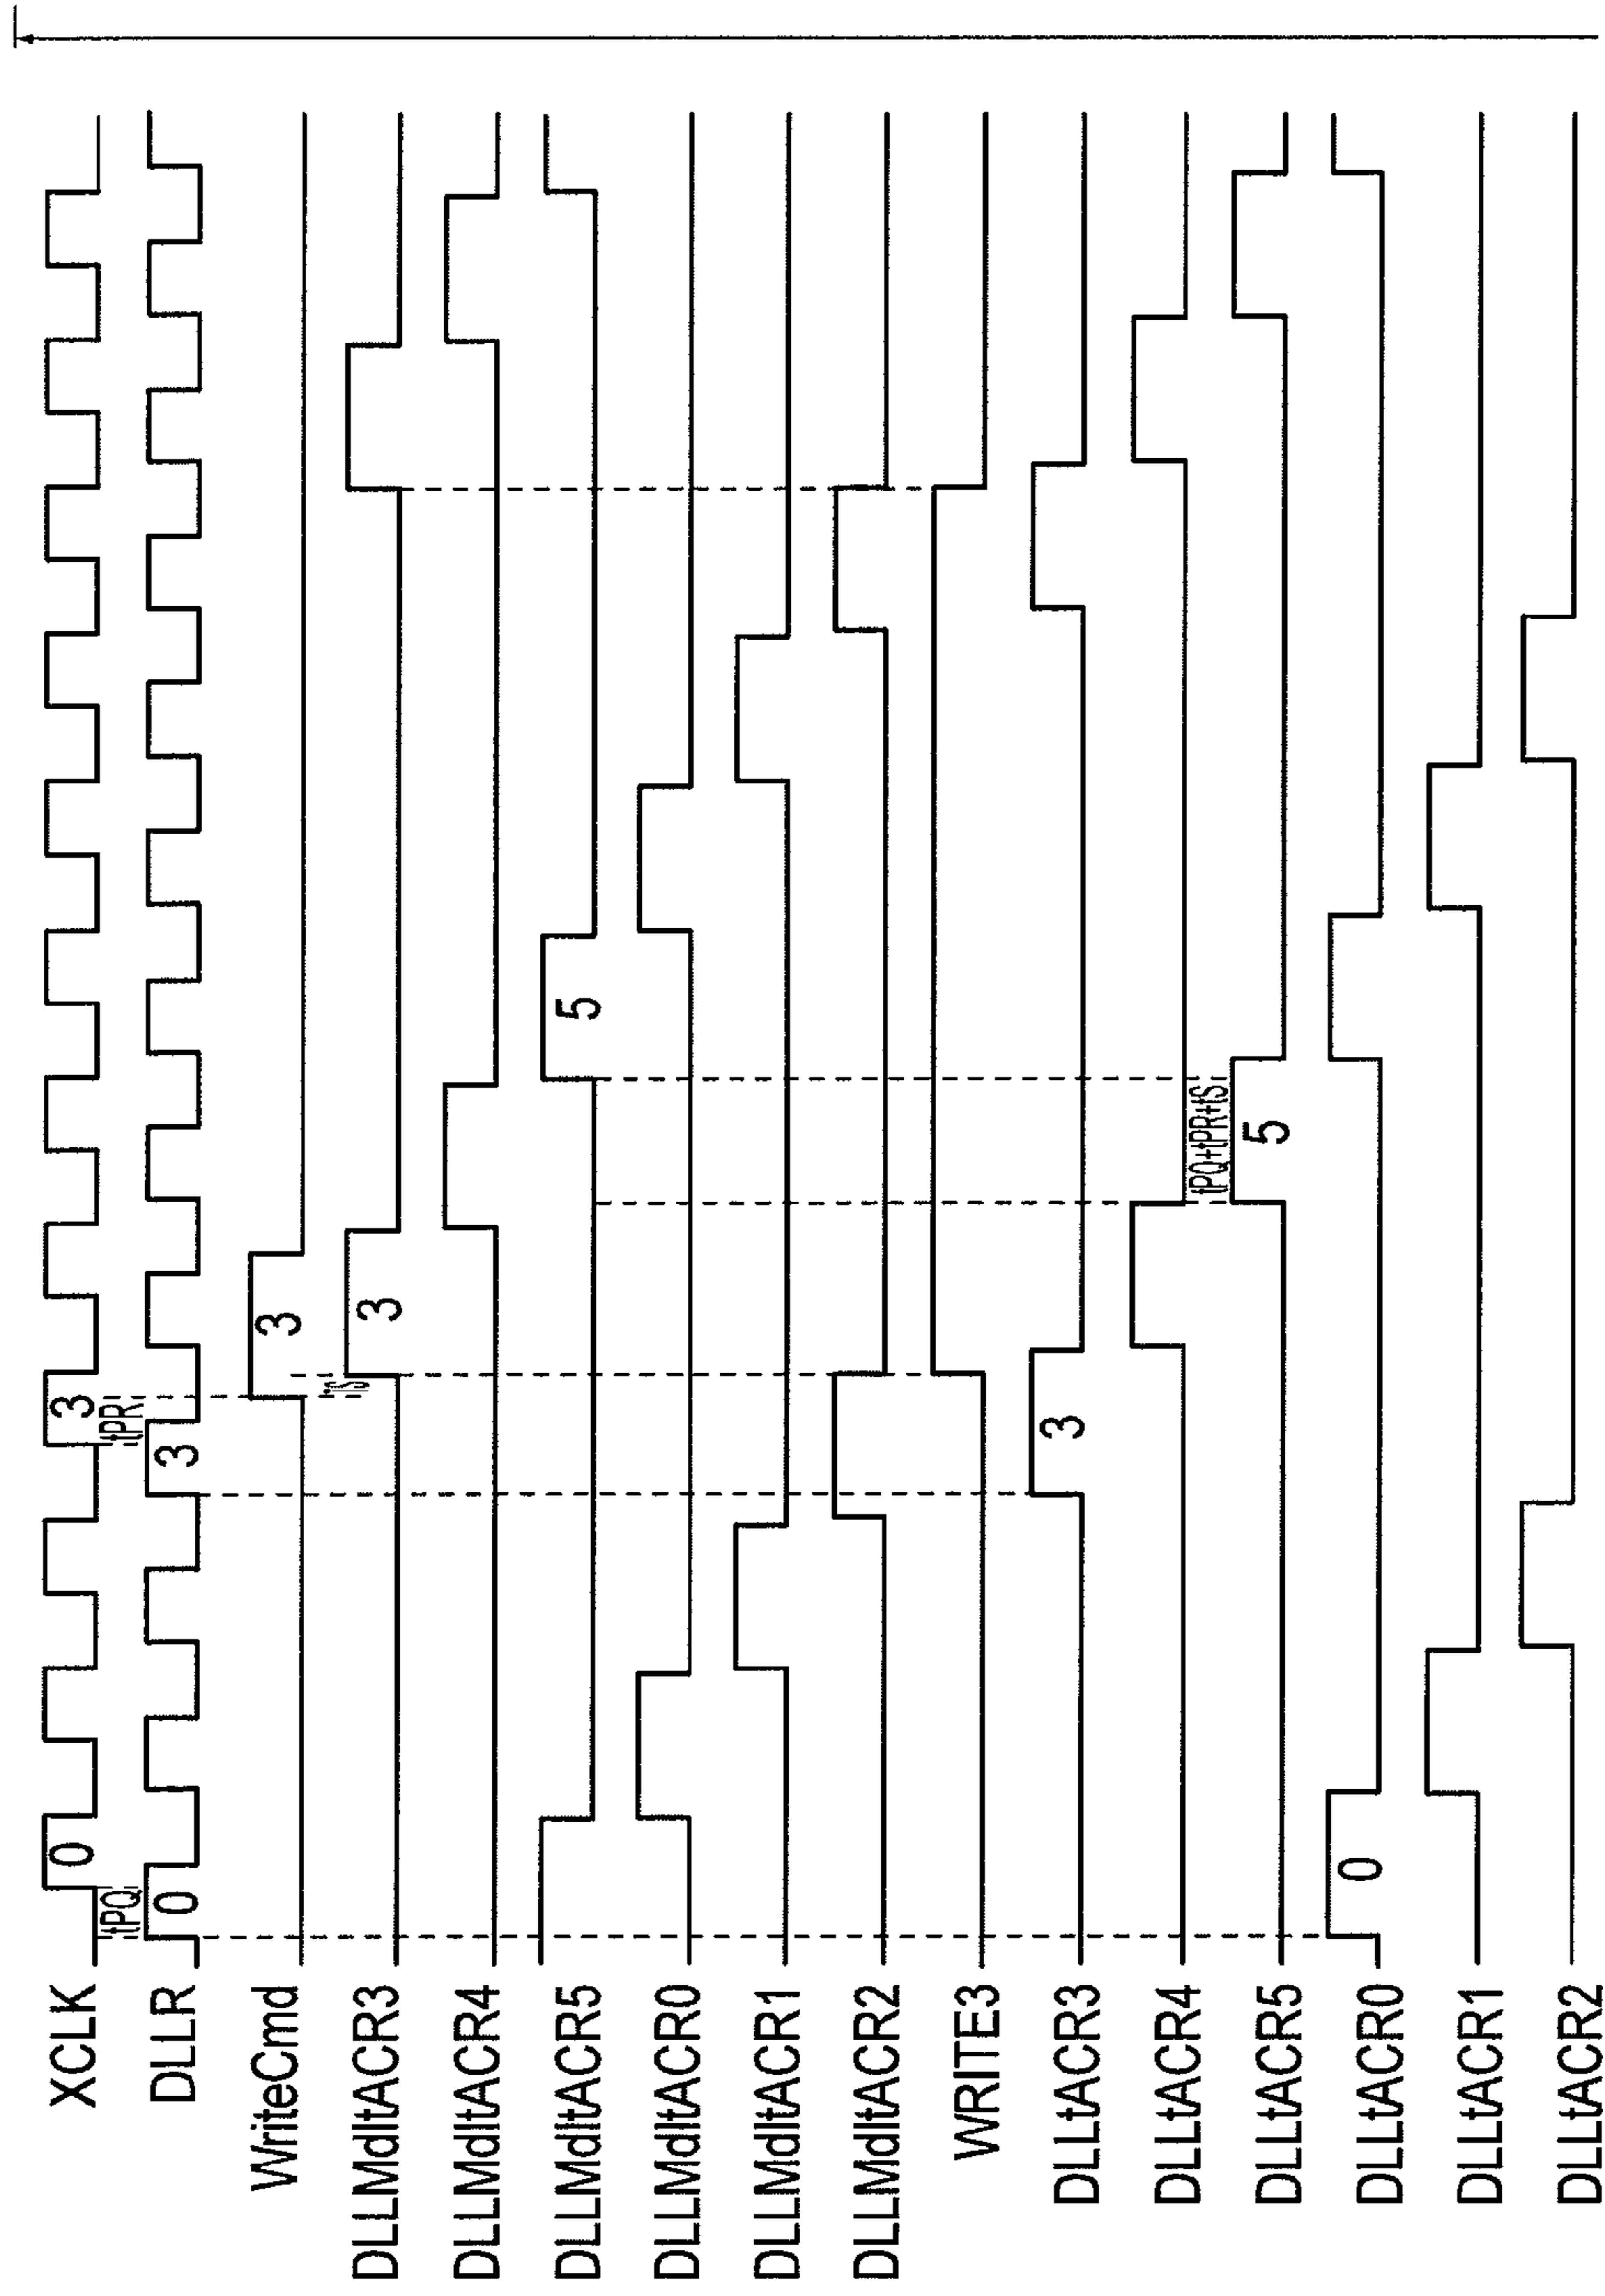 XCLK 0 3
tPQ tPR
DLLR 0 3
WriteCmd 3
tS
DLLMdltACR3 3
DLLMdltACR4
DLLMdltACR5 5
DLLMdltACR0
DLLMdltACR1
DLLMdltACR2
WRITE3
DLLtACR3 3
DLLtACR4
tPQ+tPR+tS
DLLtACR5 5
DLLtACR0 0
DLLtACR1
DLLtACR2